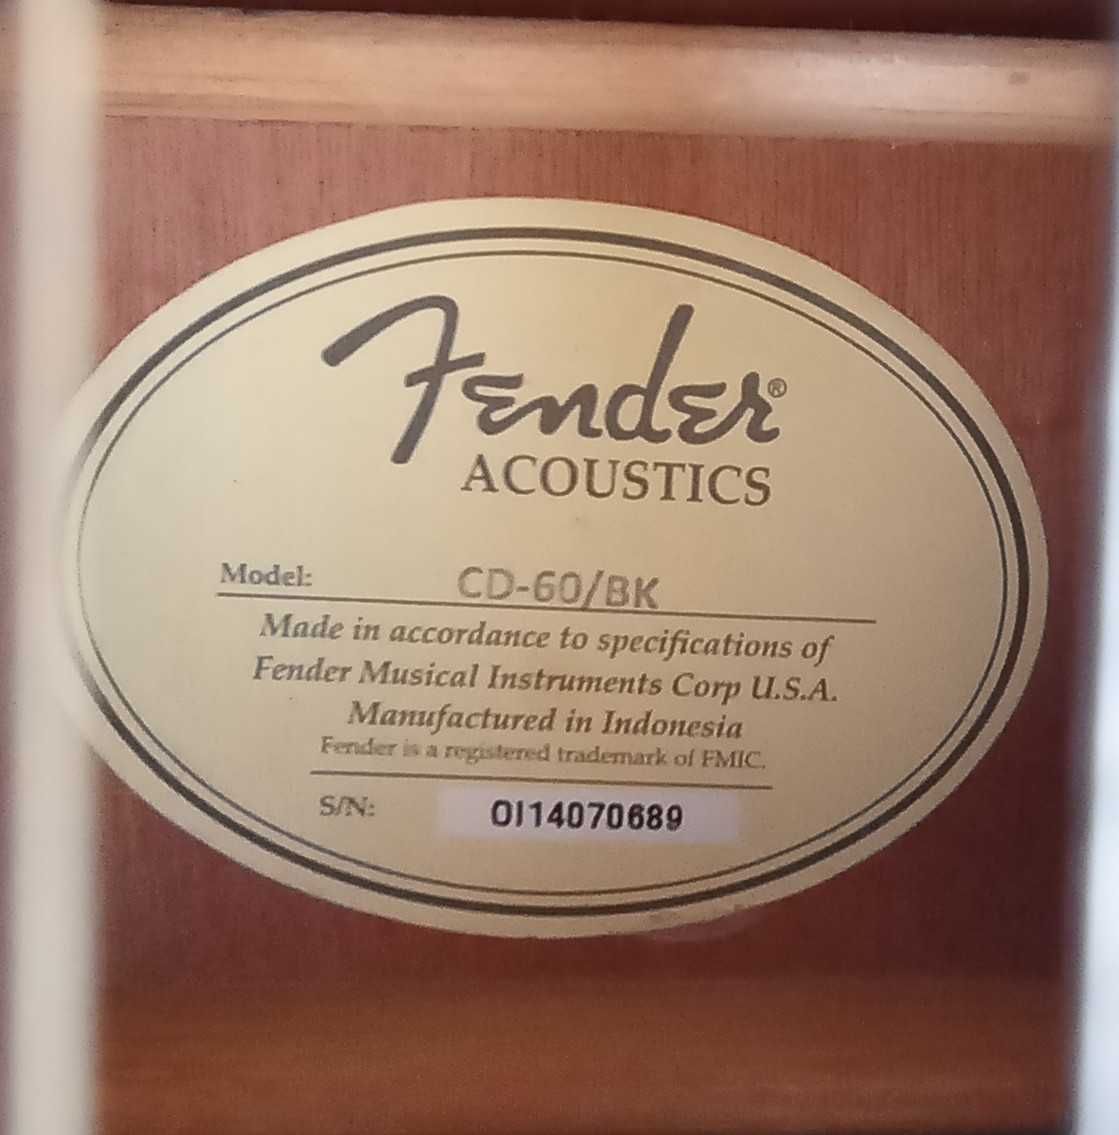 Fender®
ACOUSTICS
Model: CD-60/BK
Made in accordance to specifications of
Fender Musical Instruments Corp U.S.A.
Manufactured in Indonesia
Fender is a registered trademark of FMIC.
S/N: OI14070689